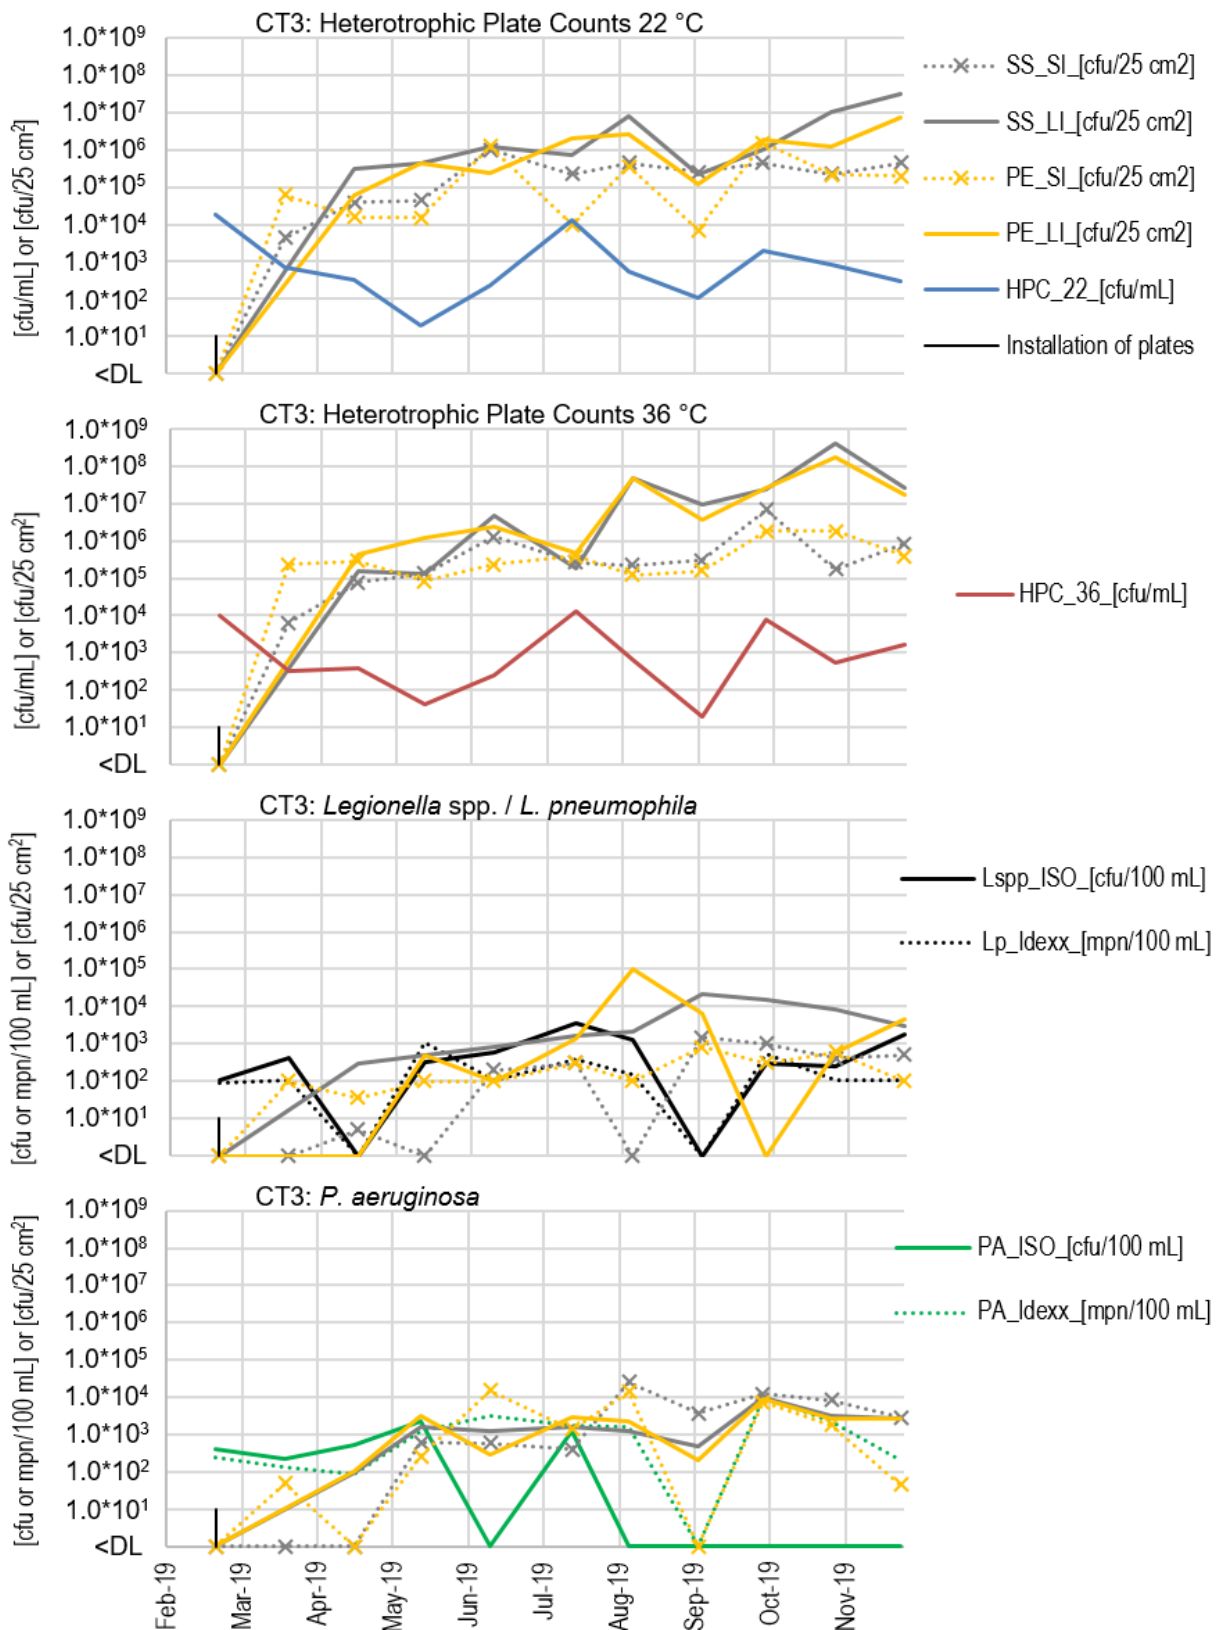 CT3: Heterotrophic Plate Counts 22 °C
[cfu/mL] or [cfu/25 cm²]
1.0*10⁹
1.0*10⁸
1.0*10⁷
1.0*10⁶
1.0*10⁵
1.0*10⁴
1.0*10³
1.0*10²
1.0*10¹
<DL
SS_SI_[cfu/25 cm2]
SS_LI_[cfu/25 cm2]
PE_SI_[cfu/25 cm2]
PE_LI_[cfu/25 cm2]
HPC_22_[cfu/mL]
Installation of plates
CT3: Heterotrophic Plate Counts 36 °C
[cfu/mL] or [cfu/25 cm²]
1.0*10⁹
1.0*10⁸
1.0*10⁷
1.0*10⁶
1.0*10⁵
1.0*10⁴
1.0*10³
1.0*10²
1.0*10¹
<DL
HPC_36_[cfu/mL]
CT3: Legionella spp. / L. pneumophila
[cfu or mpn/100 mL] or [cfu/25 cm²]
1.0*10⁹
1.0*10⁸
1.0*10⁷
1.0*10⁶
1.0*10⁵
1.0*10⁴
1.0*10³
1.0*10²
1.0*10¹
<DL
Lspp_ISO_[cfu/100 mL]
Lp_Idexx_[mpn/100 mL]
CT3: P. aeruginosa
[cfu or mpn/100 mL] or [cfu/25 cm²]
1.0*10⁹
1.0*10⁸
1.0*10⁷
1.0*10⁶
1.0*10⁵
1.0*10⁴
1.0*10³
1.0*10²
1.0*10¹
<DL
PA_ISO_[cfu/100 mL]
PA_Idexx_[mpn/100 mL]
Feb-19
Mar-19
Apr-19
May-19
Jun-19
Jul-19
Aug-19
Sep-19
Oct-19
Nov-19